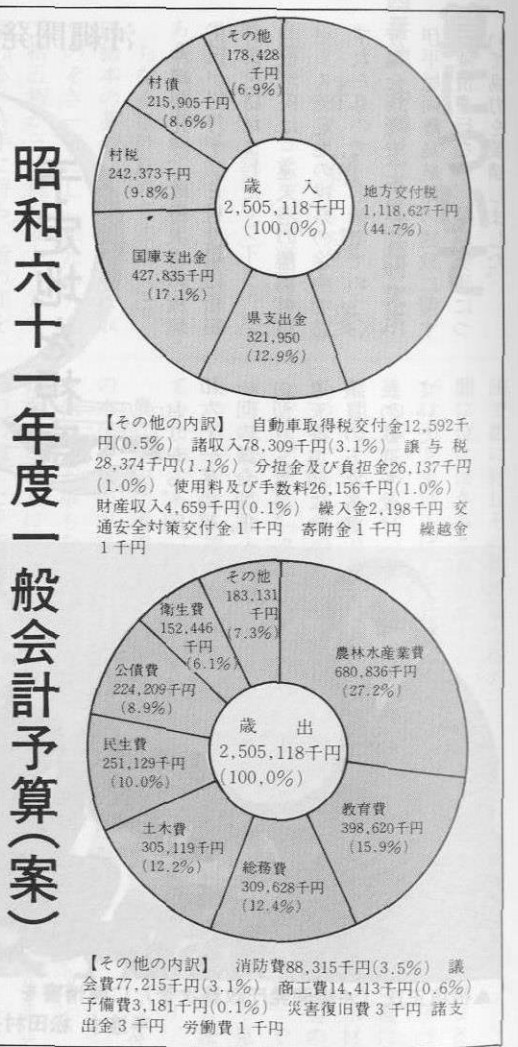 昭和六十一年度一般会計予算(案)
歳入
2,505,118千円
(100.0%)
地方交付税
1,118,627千円
(44.7%)
県支出金
321,950
(12.9%)
国庫支出金
427,835千円
(17.1%)
村税
242,373千円
(9.8%)
村債
215,905千円
(8.6%)
その他
178,428
千円
(6.9%)
【その他の内訳】 自動車取得税交付金12,592千
円(0.5%) 諸収入78,309千円(3.1%) 譲与税
28,374千円(1.1%) 分担金及び負担金26,137千円
(1.0%) 使用料及び手数料26,156千円(1.0%)
財産収入4,659千円(0.1%) 繰入金2,198千円 交
通安全対策交付金1千円 寄附金1千円 繰越金
1千円
歳出
2,505,118千円
(100,0%)
農林水産業費
680,836千円
(27.2%)
教育費
398,620千円
(15.9%)
総務費
309,628千円
(12.4%)
土木費
305,119千円
(12.2%)
民生費
251,129千円
(10.0%)
公債費
224,209千円
(8.9%)
衛生費
152,446
千円
(6.1%)
その他
183,131
千円
(7.3%)
【その他の内訳】 消防費88,315千円(3.5%) 議
会費77,215千円(3.1%) 商工費14,413千円(0.6%)
予備費3,181千円(0.1%) 災害復旧費3千円 諸支
出金3千円 労働費1千円